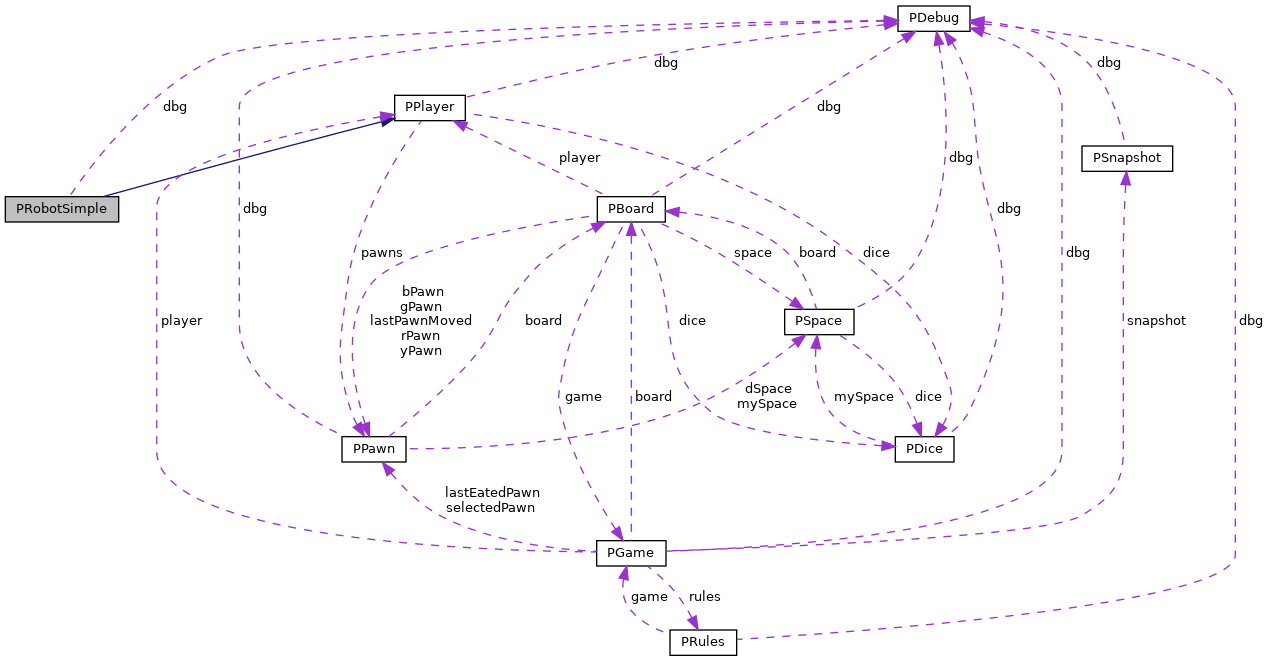 PDebug
dbg
dbg
PPlayer
dbg
dbg
player
PSnapshot
dbg
PRobotSimple
dbg
PBoard
dbg
pawns
space
board
dice
dbg
bPawn
gPawn
lastPawnMoved
rPawn
yPawn
player
board
dice
PSpace
snapshot
dbg
game
board
dSpace
mySpace
mySpace
dice
PPawn
PDice
lastEatedPawn
selectedPawn
PGame
game
rules
PRules